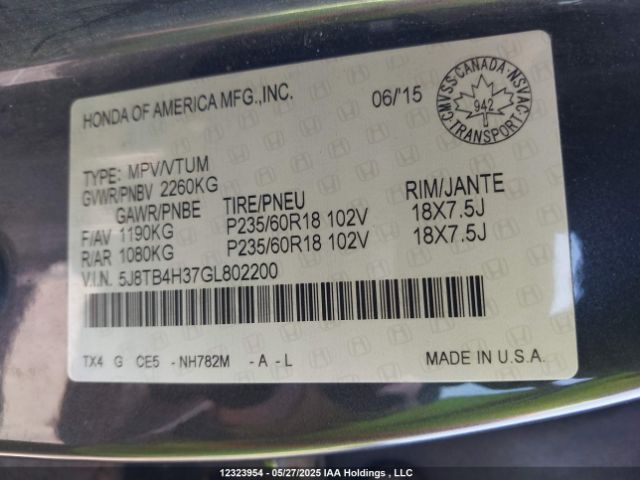 HONDA OF AMERICA MFG.,INC.
06/'15
CMVSS·CANADA·NSVAC
942
TRANSPORT
TYPE: MPV/VTUM
GVWR/PNBV 2260KG
GAWR/PNBE TIRE/PNEU RIM/JANTE
F/AV 1190KG P235/60R18 102V 18X7.5J
R/AR 1080KG P235/60R18 102V 18X7.5J
V.I.N. 5J8TB4H37GL802200
TX4 G CE5 -NH782M -A-L MADE IN U.S.A.
12323954 - 05/27/2025 IAA Holdings , LLC